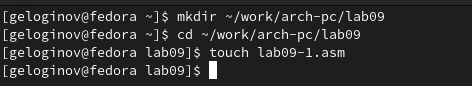 [geloginov@fedora ~]$ mkdir ~/work/arch-pc/lab09
[geloginov@fedora ~]$ cd ~/work/arch-pc/lab09
[geloginov@fedora lab09]$ touch lab09-1.asm
[geloginov@fedora lab09]$